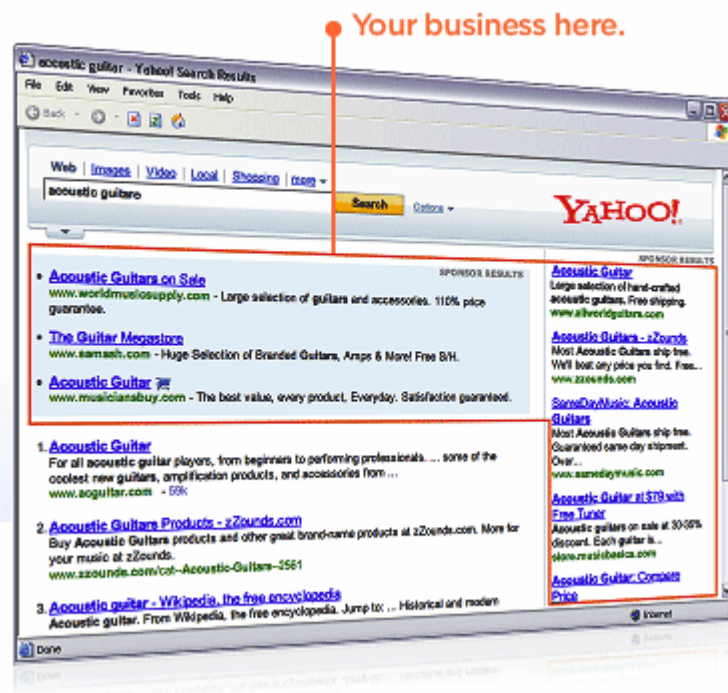 Your business here.
acoustic guitar - Yahoo! Search Results
File Edit View Favorites Tools Help
Back
Web | Images | Video | Local | Shopping | more
acoustic guitars
Search
Options
YAHOO!
SPONSOR RESULTS
Acoustic Guitars on Sale
www.worldmusicsupply.com - Large selection of guitars and accessories. 110% price
guarantee.
The Guitar Megastore
www.samash.com - Huge Selection of Branded Guitars, Amps & More! Free S/H.
Acoustic Guitar
www.musiciansbuy.com - The best value, every product, Everyday. Satisfaction guaranteed.
1. Acoustic Guitar
For all acoustic guitar players, from beginners to performing professionals. ... some of the
coolest new guitars, amplification products, and accessories from ...
www.aoguitar.com - 59k
2. Acoustic Guitars Products - zZounds.com
Buy Acoustic Guitars products and other great brand-name products at zZounds.com. More for
your music at zZounds.
www.zzounds.com/cat--Acoustic-Guitars--2561
3. Acoustic guitar - Wikipedia, the free encyclopedia
Acoustic guitar. From Wikipedia, the free encyclopedia. Jump to: ... Historical and modern
SPONSOR RESULTS
Acoustic Guitar
Large selection of hand-crafted
acoustic guitars. Free shipping.
www.allworldguitars.com
Acoustic Guitars - zZounds
Most Acoustic Guitars ship free.
We'll beat any price you find. Free...
www.zzounds.com
SameDayMusic: Acoustic
Guitars
Most Acoustic Guitars ship free.
Guaranteed same day shipment.
Over...
www.samedaymusic.com
Acoustic Guitar at $79 with
Free Tuner
Acoustic guitars on sale at 30-35%
discount. Each guitar is...
store.musicbasics.com
Acoustic Guitar: Compare
Price
Done
Internet